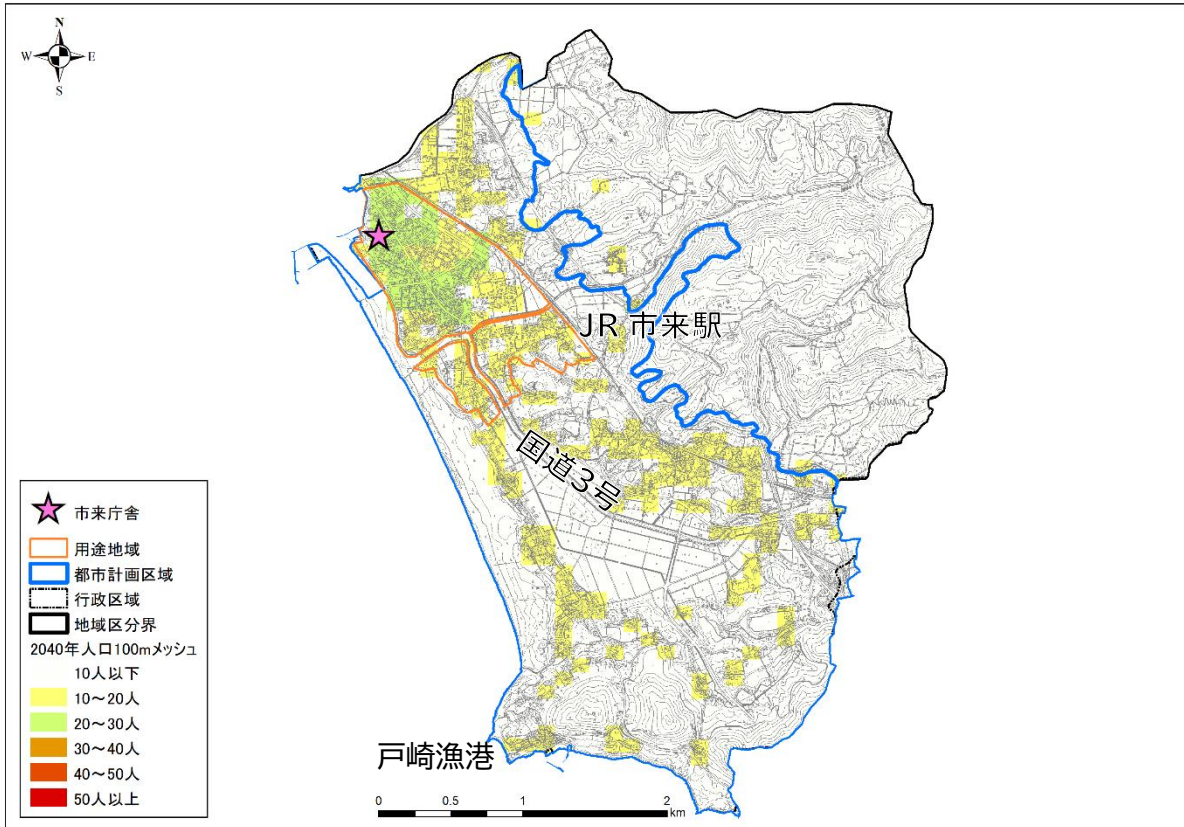 N
W E
S
JR 市来駅
国道3号
戸崎漁港
市来庁舎
用途地域
都市計画区域
行政区域
地域区分界
2040年人口100mメッシュ
10人以下
10～20人
20～30人
30～40人
40～50人
50人以上
0 0.5 1 2
km